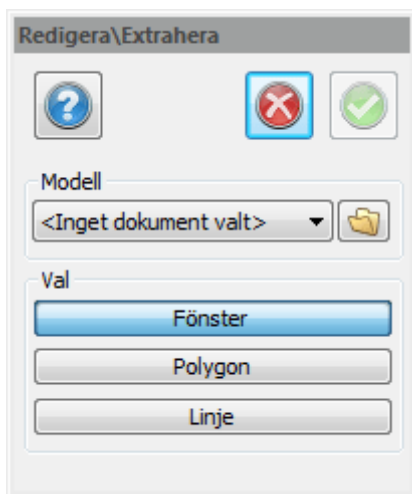 Redigera\Extrahera
Modell
<Inget dokument valt>
Val
Fönster
Polygon
Linje